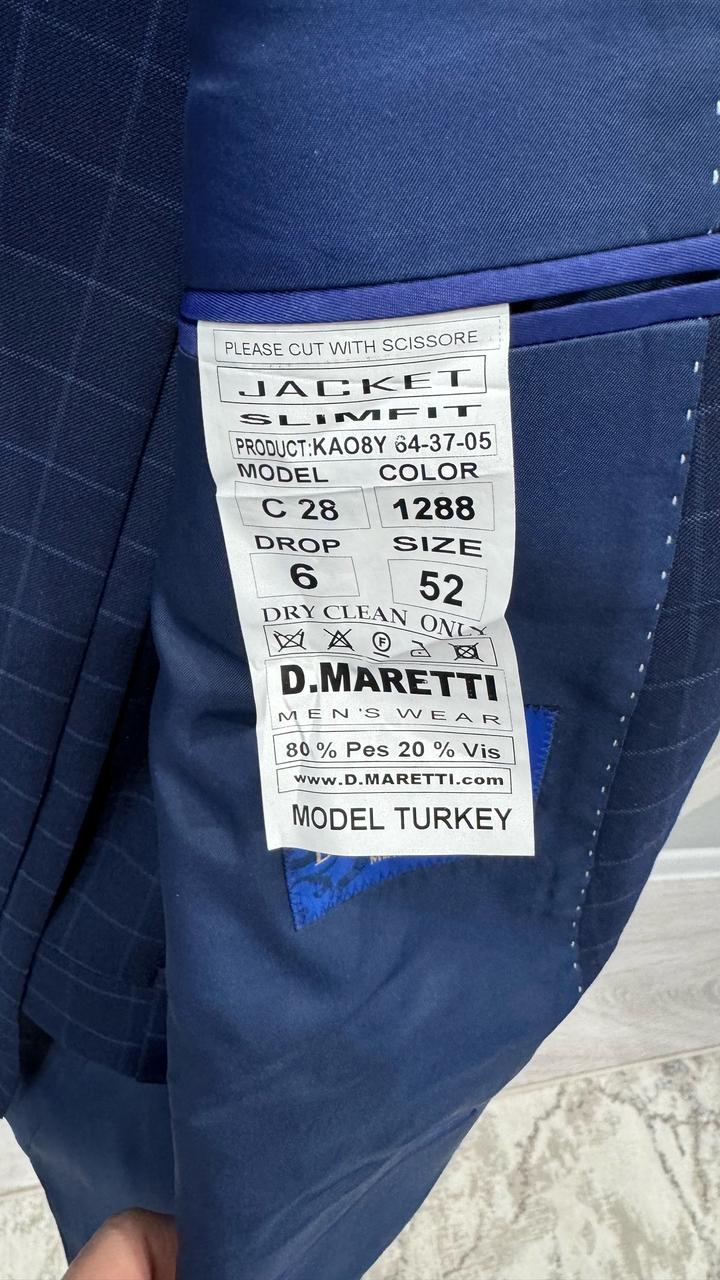 PLEASE CUT WITH SCISSORE
JACKET
SLIMFIT
PRODUCT:KAO8Y 64-37-05
MODEL COLOR
C 28 1288
DROP SIZE
6 52
DRY CLEAN ONLY
F
D.MARETTI
MEN'S WEAR
80 % Pes 20 % Vis
www.D.MARETTI.com
MODEL TURKEY